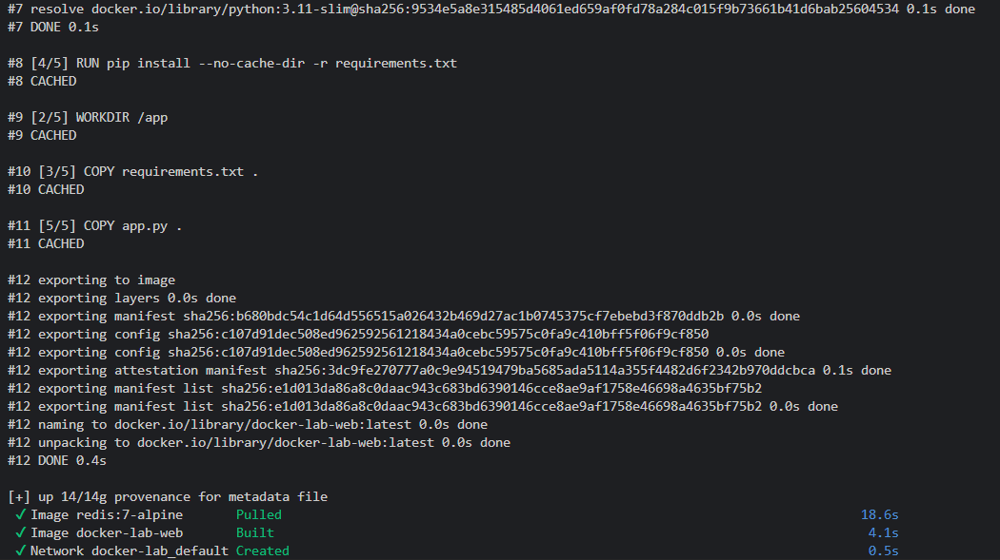 #7 resolve docker.io/library/python:3.11-slim@sha256:9534e5a8e315485d4061ed659af0fd78a284c015f9b73661b41d6bab25604534 0.1s done
#7 DONE 0.1s
#8 [4/5] RUN pip install --no-cache-dir -r requirements.txt
#8 CACHED
#9 [2/5] WORKDIR /app
#9 CACHED
#10 [3/5] COPY requirements.txt .
#10 CACHED
#11 [5/5] COPY app.py .
#11 CACHED
#12 exporting to image
#12 exporting layers 0.0s done
#12 exporting manifest sha256:b680bdc54c1d64d556515a026432b469d27ac1b0745375cf7ebebd3f870ddb2b 0.0s done
#12 exporting config sha256:c107d91dec508ed962592561218434a0cebc59575c0fa9c410bff5f06f9cf850
#12 exporting config sha256:c107d91dec508ed962592561218434a0cebc59575c0fa9c410bff5f06f9cf850 0.0s done
#12 exporting attestation manifest sha256:3dc9fe270777a0c9e94519479ba5685ada5114a355f4482d6f2342b970ddcbca 0.1s done
#12 exporting manifest list sha256:e1d013da86a8c0daac943c683bd6390146cce8ae9af1758e46698a4635bf75b2
#12 exporting manifest list sha256:e1d013da86a8c0daac943c683bd6390146cce8ae9af1758e46698a4635bf75b2 0.0s done
#12 naming to docker.io/library/docker-lab-web:latest 0.0s done
#12 unpacking to docker.io/library/docker-lab-web:latest 0.0s done
#12 DONE 0.4s
[+] up 14/14g provenance for metadata file
✓ Image redis:7-alpine Pulled 18.6s
✓ Image docker-lab-web Built 4.1s
✓ Network docker-lab_default Created 0.5s